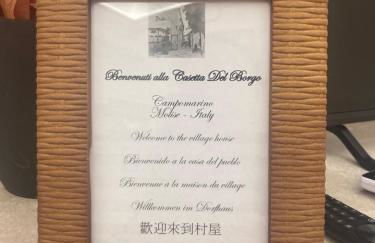 Benvenuti alla Casetta Del Borgo
Campomarino
Molise - Italy
Welcome to the village house
Bienvenido a la casa del pueblo
Bienvenue à la maison du village
Willkommen im Dorfhaus
歡迎來到村屋